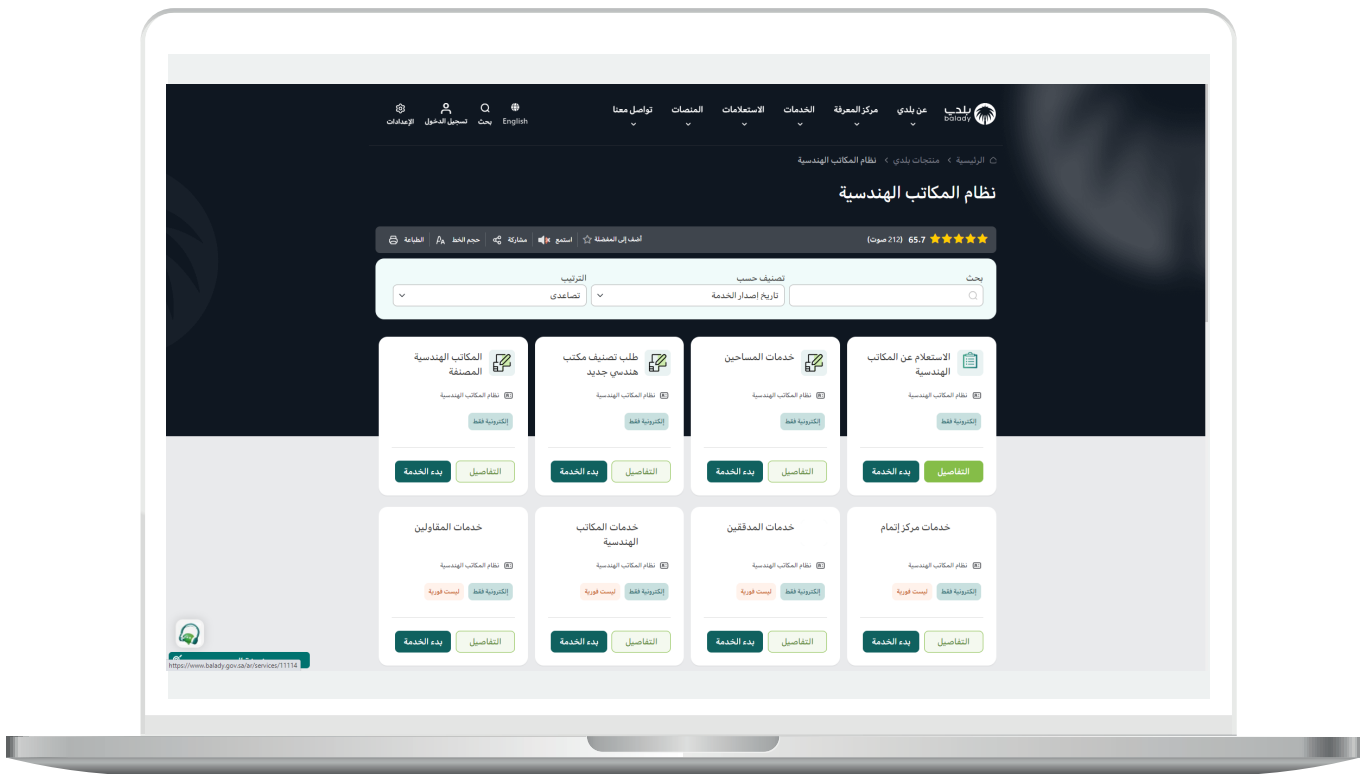 بلدي
balady
عن بلدي
مركز المعرفة
الخدمات
الاستعلامات
المنصات
تواصل معنا
English
بحث
تسجيل الدخول
الإعدادات
الرئيسية > منتجات بلدي > نظام المكاتب الهندسية
نظام المكاتب الهندسية
65.7 (212 صوت)
أضف إلى المفضلة
استمع
مشاركة
حجم الخط
الطباعة
بحث
تصنيف حسب
تاريخ إصدار الخدمة
الترتيب
تصاعدى
الاستعلام عن المكاتب
الهندسية
نظام المكاتب الهندسية
إلكترونية فقط
التفاصيل
بدء الخدمة
خدمات المساحين
نظام المكاتب الهندسية
إلكترونية فقط
التفاصيل
بدء الخدمة
طلب تصنيف مكتب
هندسي جديد
نظام المكاتب الهندسية
إلكترونية فقط
التفاصيل
بدء الخدمة
المكاتب الهندسية
المصنفة
نظام المكاتب الهندسية
إلكترونية فقط
التفاصيل
بدء الخدمة
خدمات مركز إتمام
نظام المكاتب الهندسية
إلكترونية فقط
ليست فورية
التفاصيل
بدء الخدمة
خدمات المدققين
نظام المكاتب الهندسية
إلكترونية فقط
ليست فورية
التفاصيل
بدء الخدمة
خدمات المكاتب
الهندسية
نظام المكاتب الهندسية
إلكترونية فقط
ليست فورية
التفاصيل
بدء الخدمة
خدمات المقاولين
نظام المكاتب الهندسية
إلكترونية فقط
ليست فورية
التفاصيل
بدء الخدمة
https://www.balady.gov.sa/ar/services/11114